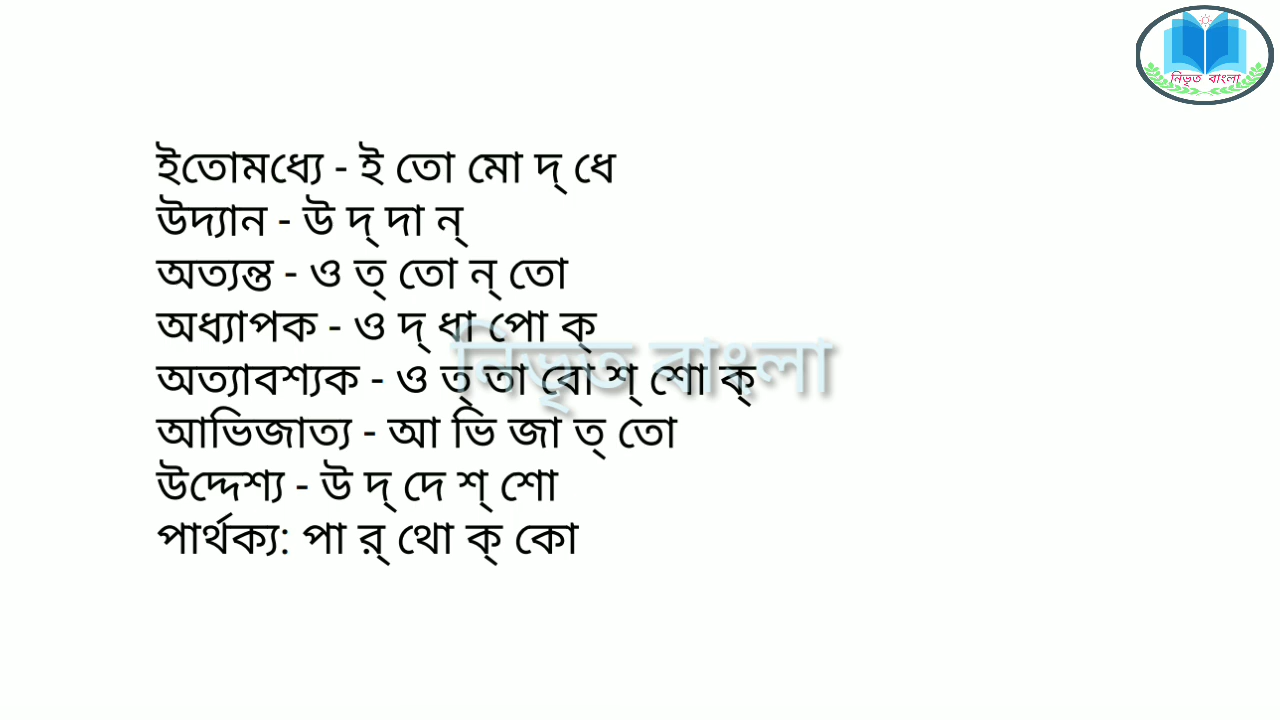 নিভৃত বাংলা
ইতোমধ্যে - ই তো মো দ্ ধে
উদ্যান - উ দ্ দা ন্
অত্যন্ত - ও ত্ তো ন্ তো
অধ্যাপক - ও দ্ ধা পো ক্
নিভৃত বাংলা
অত্যাবশ্যক - ও ত্ তা বো শ্ শো ক্
আভিজাত্য - আ ভি জা ত্ তো
উদ্দেশ্য - উ দ্ দে শ্ শো
পার্থক্য: পা র্ থো ক্ কো